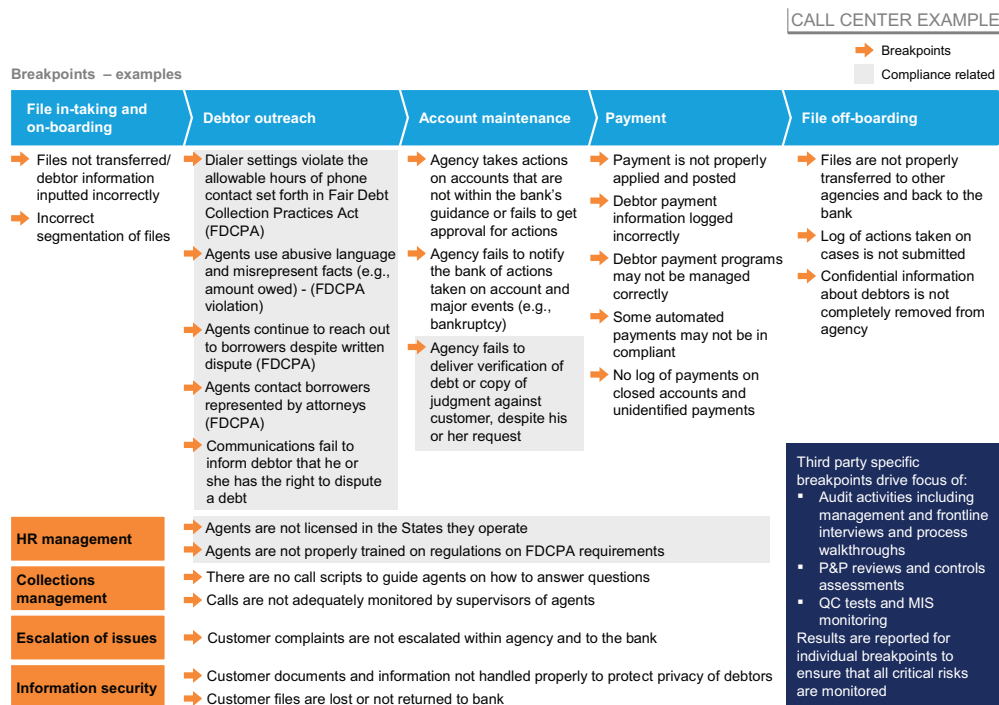 CALL CENTER EXAMPLE
Breakpoints
Compliance related
Breakpoints – examples
File in-taking and
on-boarding
Debtor outreach
Account maintenance
Payment
File off-boarding
Files not transferred/
debtor information
inputted incorrectly
Incorrect
segmentation of files
Dialer settings violate the
allowable hours of phone
contact set forth in Fair Debt
Collection Practices Act
(FDCPA)
Agents use abusive language
and misrepresent facts (e.g.,
amount owed) - (FDCPA
violation)
Agents continue to reach out
to borrowers despite written
dispute (FDCPA)
Agents contact borrowers
represented by attorneys
(FDCPA)
Communications fail to
inform debtor that he or
she has the right to dispute
a debt
Agency takes actions
on accounts that are
not within the bank's
guidance or fails to get
approval for actions
Agency fails to notify
the bank of actions
taken on account and
major events (e.g.,
bankruptcy)
Agency fails to
deliver verification of
debt or copy of
judgment against
customer, despite his
or her request
Payment is not properly
applied and posted
Debtor payment
information logged
incorrectly
Debtor payment programs
may not be managed
correctly
Some automated
payments may not be in
compliant
No log of payments on
closed accounts and
unidentified payments
Files are not properly
transferred to other
agencies and back to the
bank
Log of actions taken on
cases is not submitted
Confidential information
about debtors is not
completely removed from
agency
HR management
Agents are not licensed in the States they operate
Agents are not properly trained on regulations on FDCPA requirements
Collections
management
There are no call scripts to guide agents on how to answer questions
Calls are not adequately monitored by supervisors of agents
Escalation of issues
Customer complaints are not escalated within agency and to the bank
Information security
Customer documents and information not handled properly to protect privacy of debtors
Customer files are lost or not returned to bank
Third party specific
breakpoints drive focus of:
▪ Audit activities including
management and frontline
interviews and process
walkthroughs
▪ P&P reviews and controls
assessments
▪ QC tests and MIS
monitoring
Results are reported for
individual breakpoints to
ensure that all critical risks
are monitored